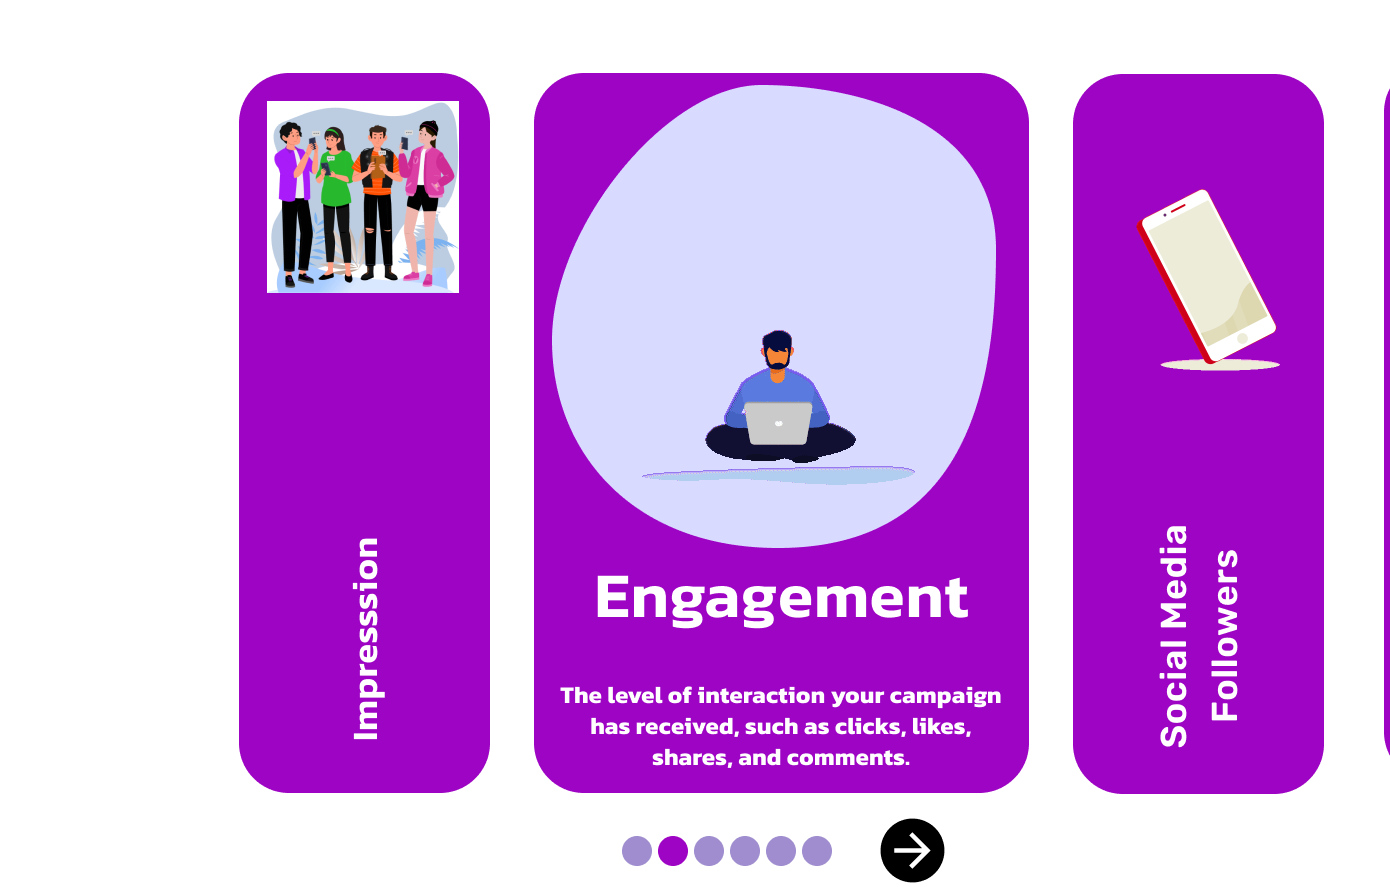 Impresssion
Engagement
The level of interaction your campaign
has received, such as clicks, likes,
shares, and comments.
Social Media
Followers